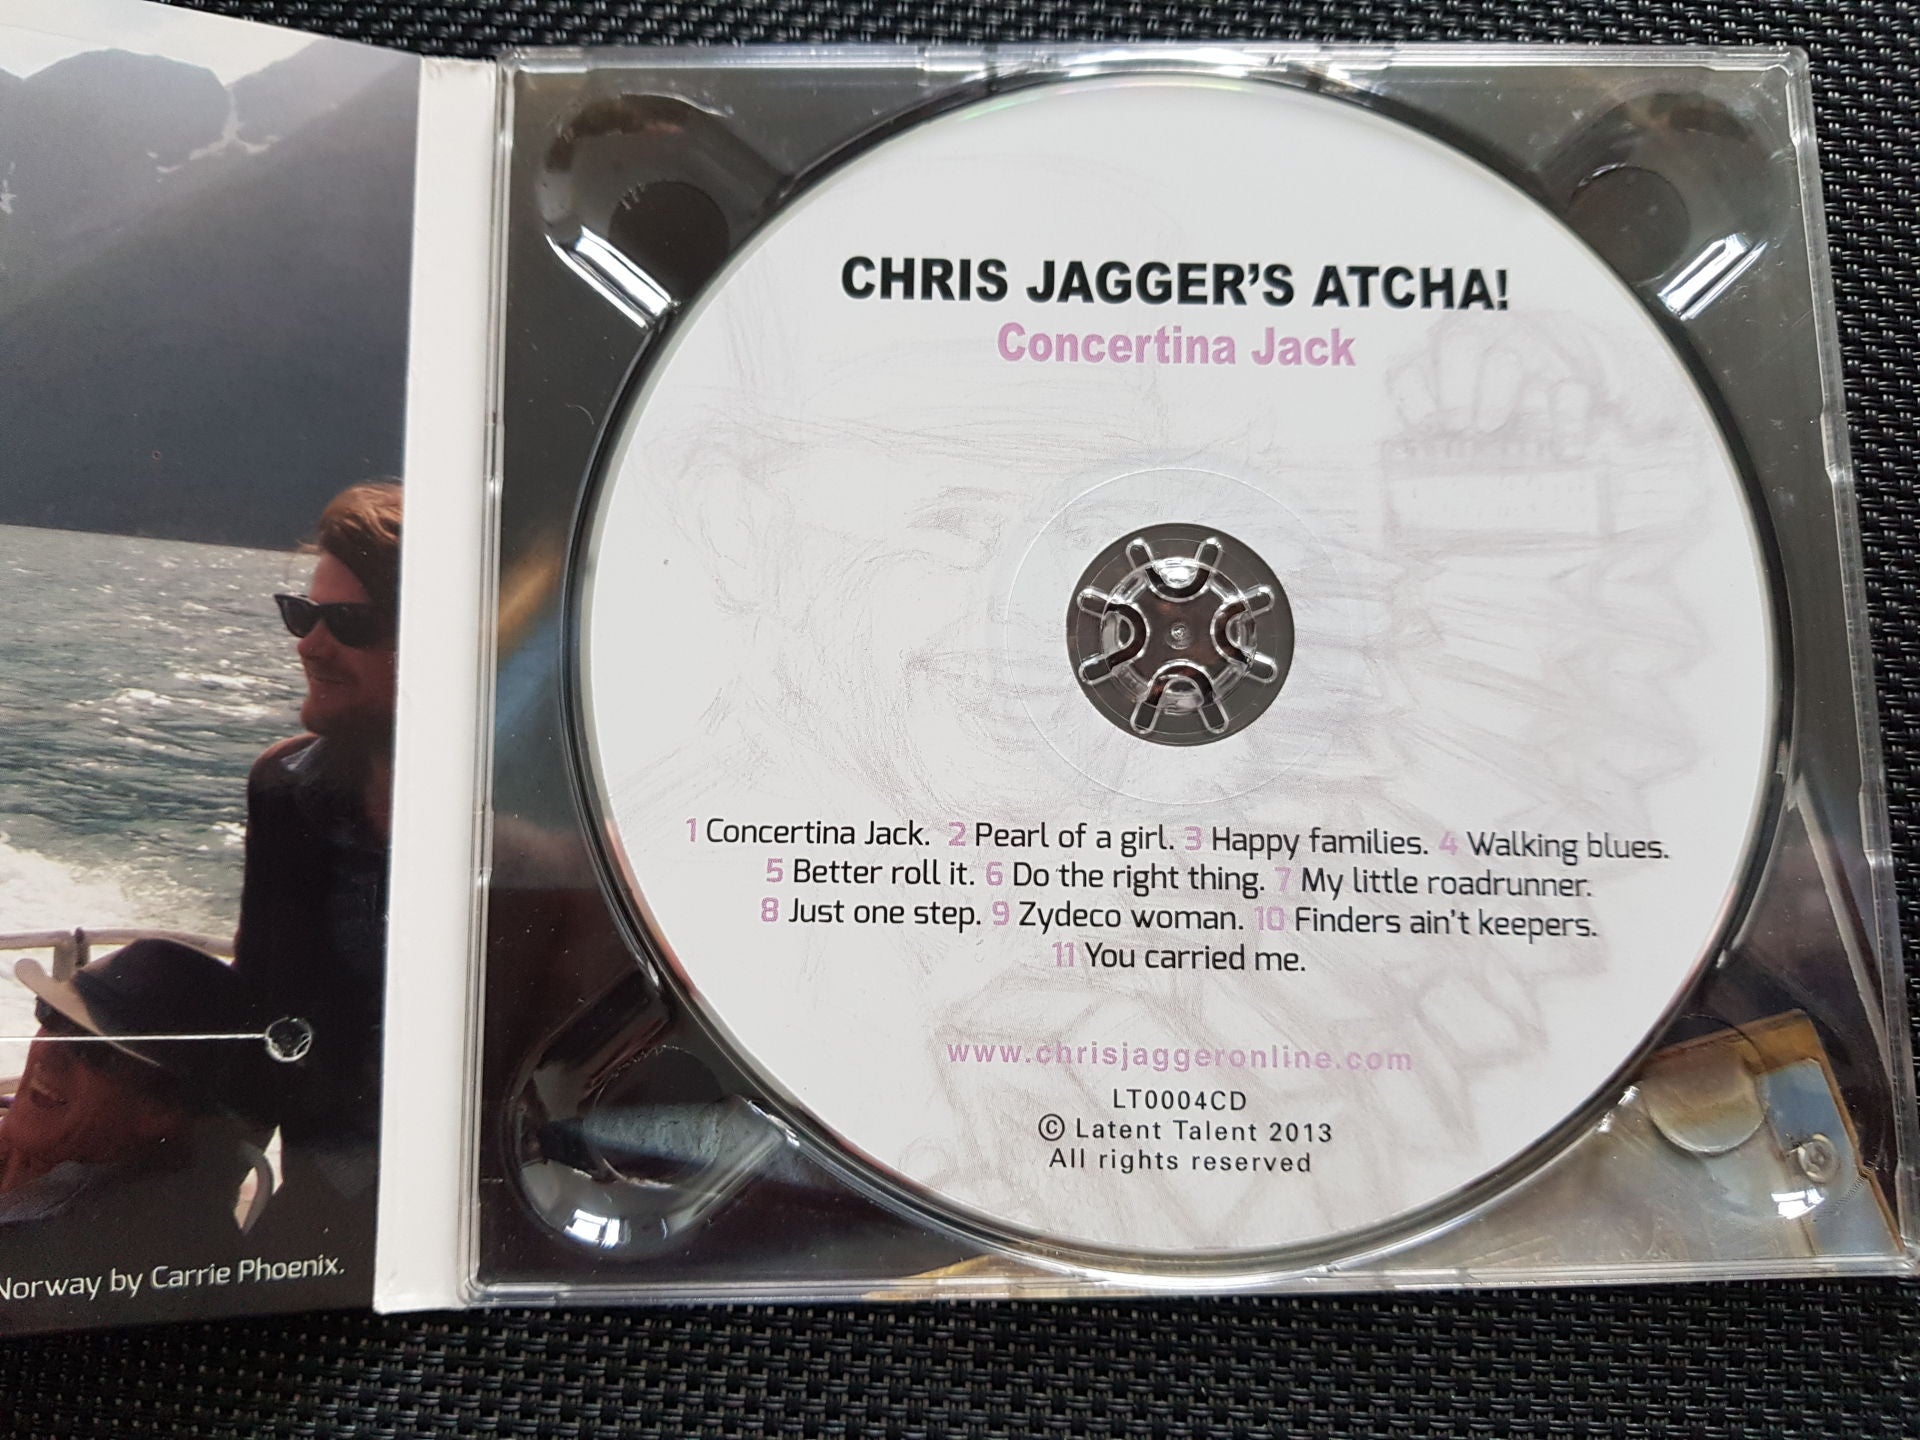 CHRIS JAGGER'S ATCHA!
Concertina Jack
1 Concertina Jack. 2 Pearl of a girl. 3 Happy families. 4 Walking blues.
5 Better roll it. 6 Do the right thing. 7 My little roadrunner.
8 Just one step. 9 Zydeco woman. 10 Finders ain't keepers.
11 You carried me.
www.chrisjaggeronline.com
LT0004CD
© Latent Talent 2013
All rights reserved
Norway by Carrie Phoenix.